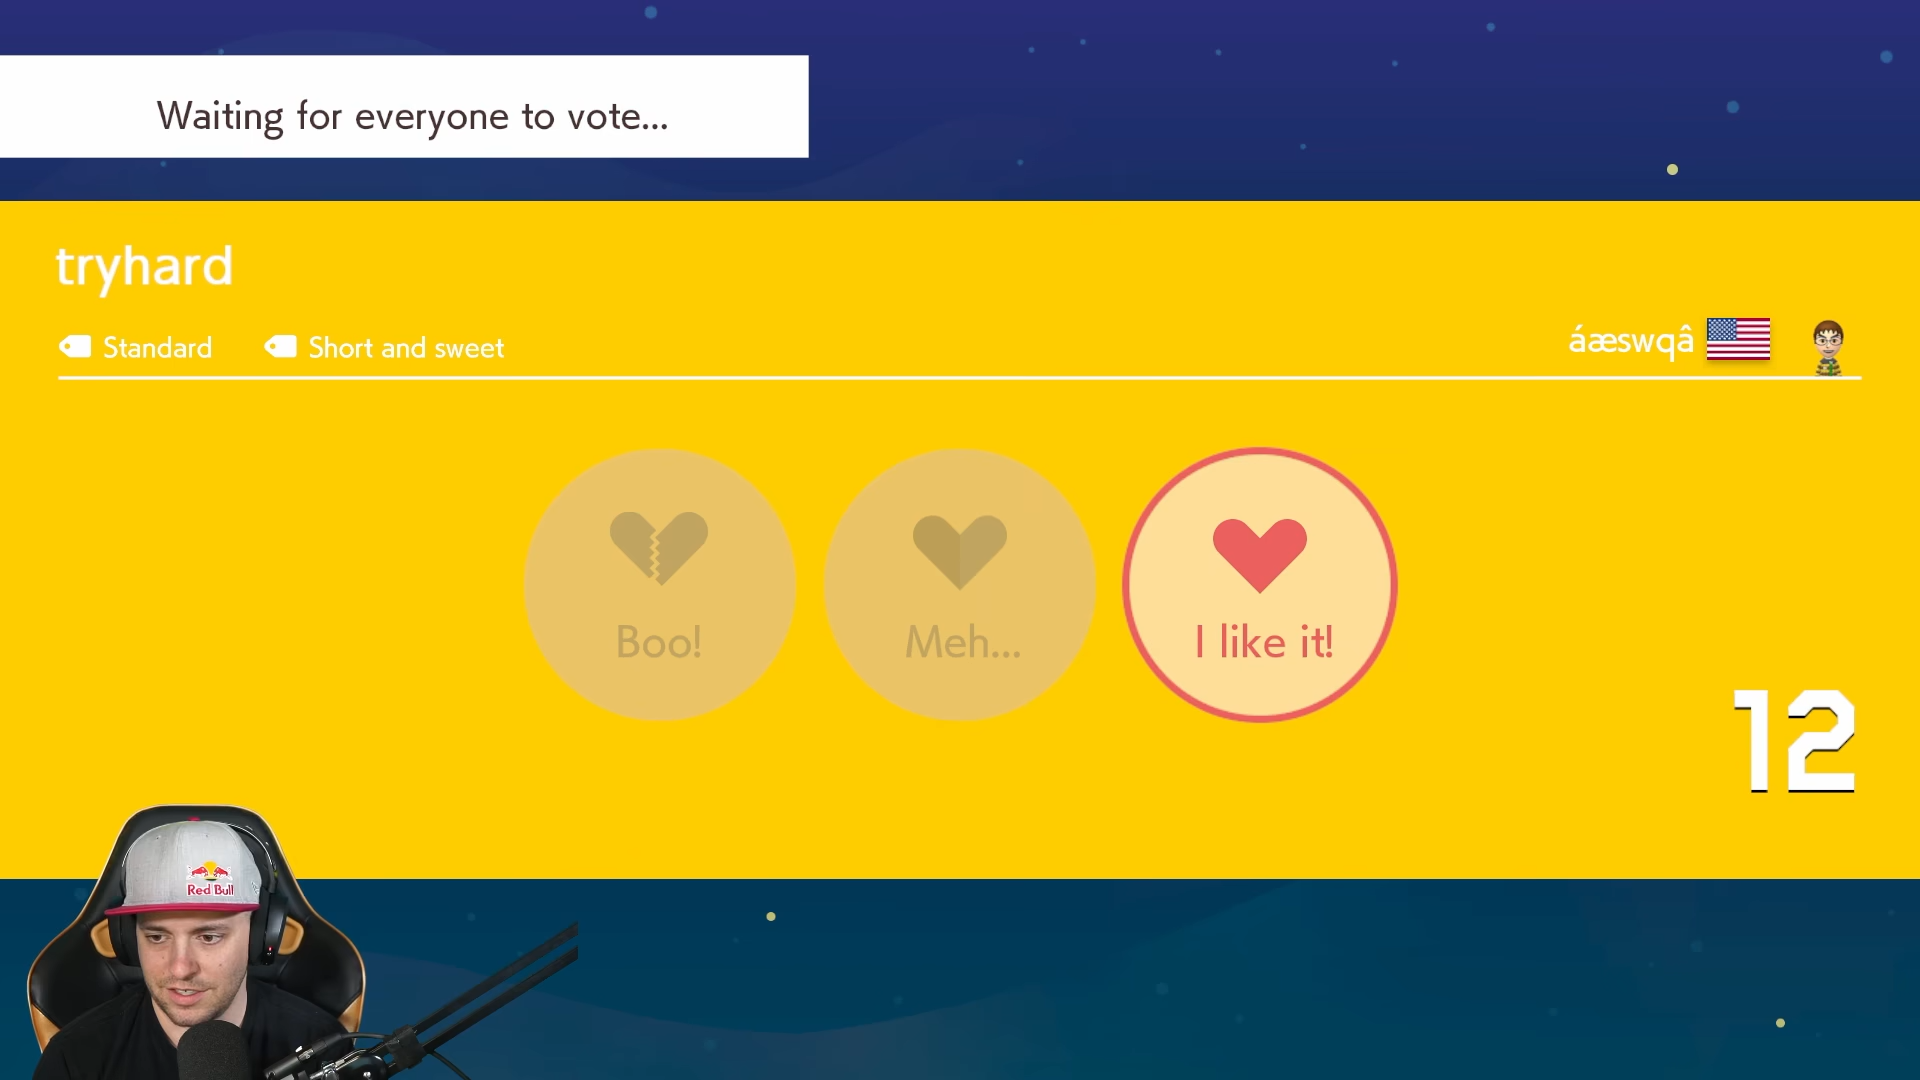 Waiting for everyone to vote...
tryhard
Standard
Short and sweet
áæswqâ
Boo!
Meh...
I like it!
12
Red Bull